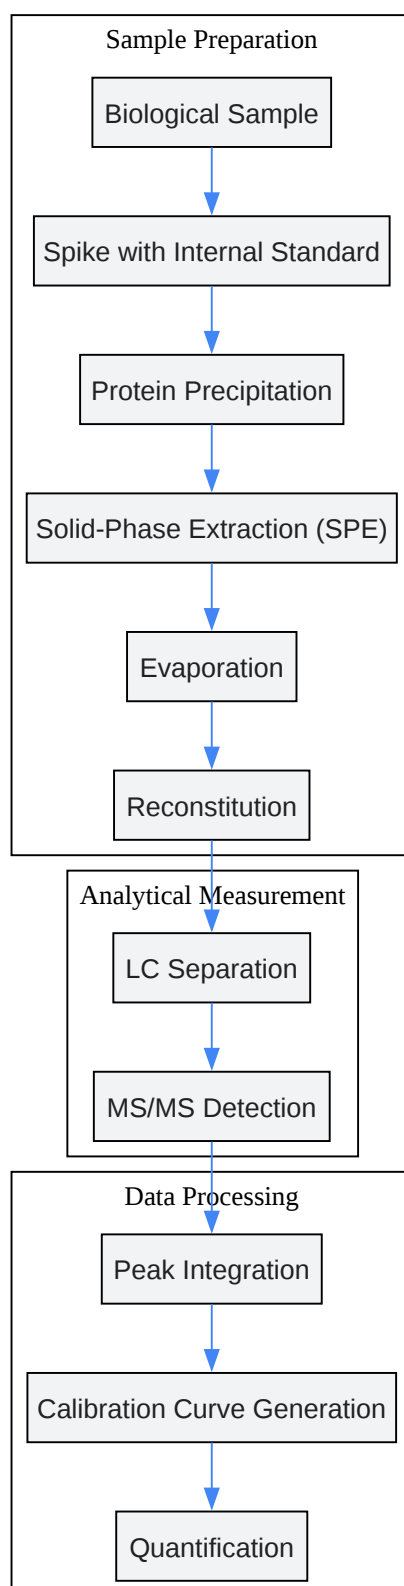 Sample Preparation
Biological Sample
Spike with Internal Standard
Protein Precipitation
Solid-Phase Extraction (SPE)
Evaporation
Reconstitution
Analytical Measurement
LC Separation
MS/MS Detection
Data Processing
Peak Integration
Calibration Curve Generation
Quantification